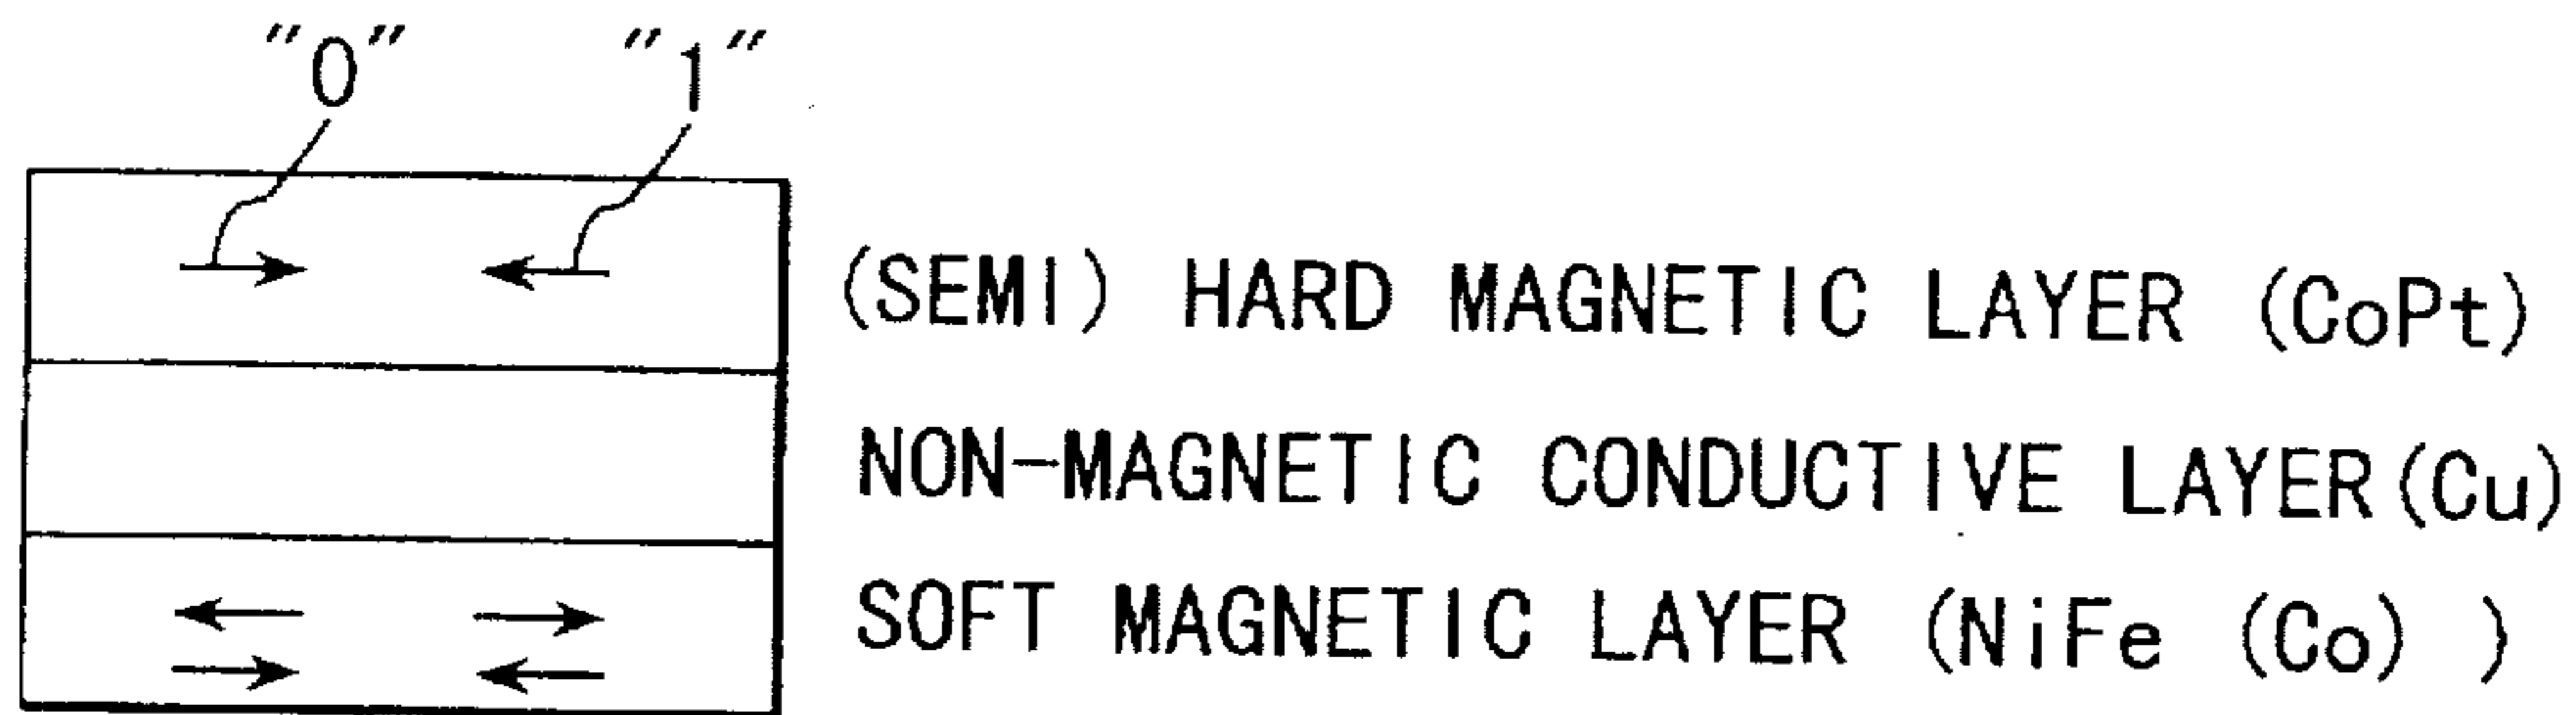 "0" "1"
(SEMI) HARD MAGNETIC LAYER (CoPt)
NON-MAGNETIC CONDUCTIVE LAYER(Cu)
SOFT MAGNETIC LAYER (NiFe (Co) )